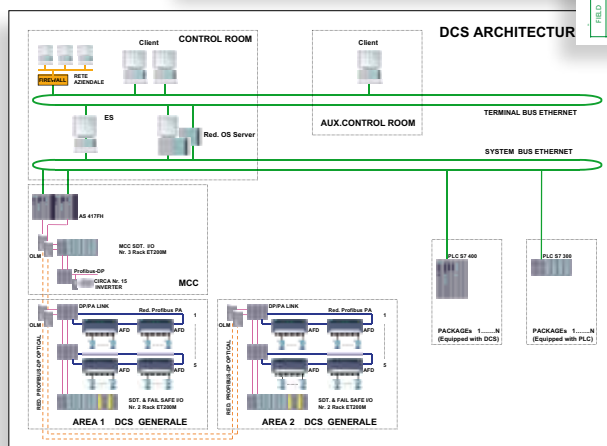 FIELD
DCS ARCHITECTUR
CONTROL ROOM
Client
Client
FIREWALL
RETE
AZIENDALE
TERMINAL BUS ETHERNET
ES
Red. OS Server
AUX.CONTROL ROOM
SYSTEM BUS ETHERNET
AS 417FH
OLM
MCC SDT. I/O
Nr. 3 Rack ET200M
Profibus-DP
CIRCA Nr. 15
INVERTER
MCC
PLC S7 400
PLC S7 300
PACKAGEs 1........N
(Equipped with DCS)
PACKAGEs 1........N
(Equipped with PLC)
DP/PA LINK
Red. Profibus PA
1
OLM
AFD
AFD
AFD
AFD
5
RED. PROFIBUS-DP OPTICAL
SDT. & FAIL SAFE I/O
Nr. 2 Rack ET200M
AREA 1 DCS GENERALE
DP/PA LINK
Red. Profibus PA
1
OLM
AFD
AFD
AFD
AFD
5
RED. PROFIBUS-DP OPTICAL
SDT. & FAIL SAFE I/O
Nr. 2 Rack ET200M
AREA 2 DCS GENERALE